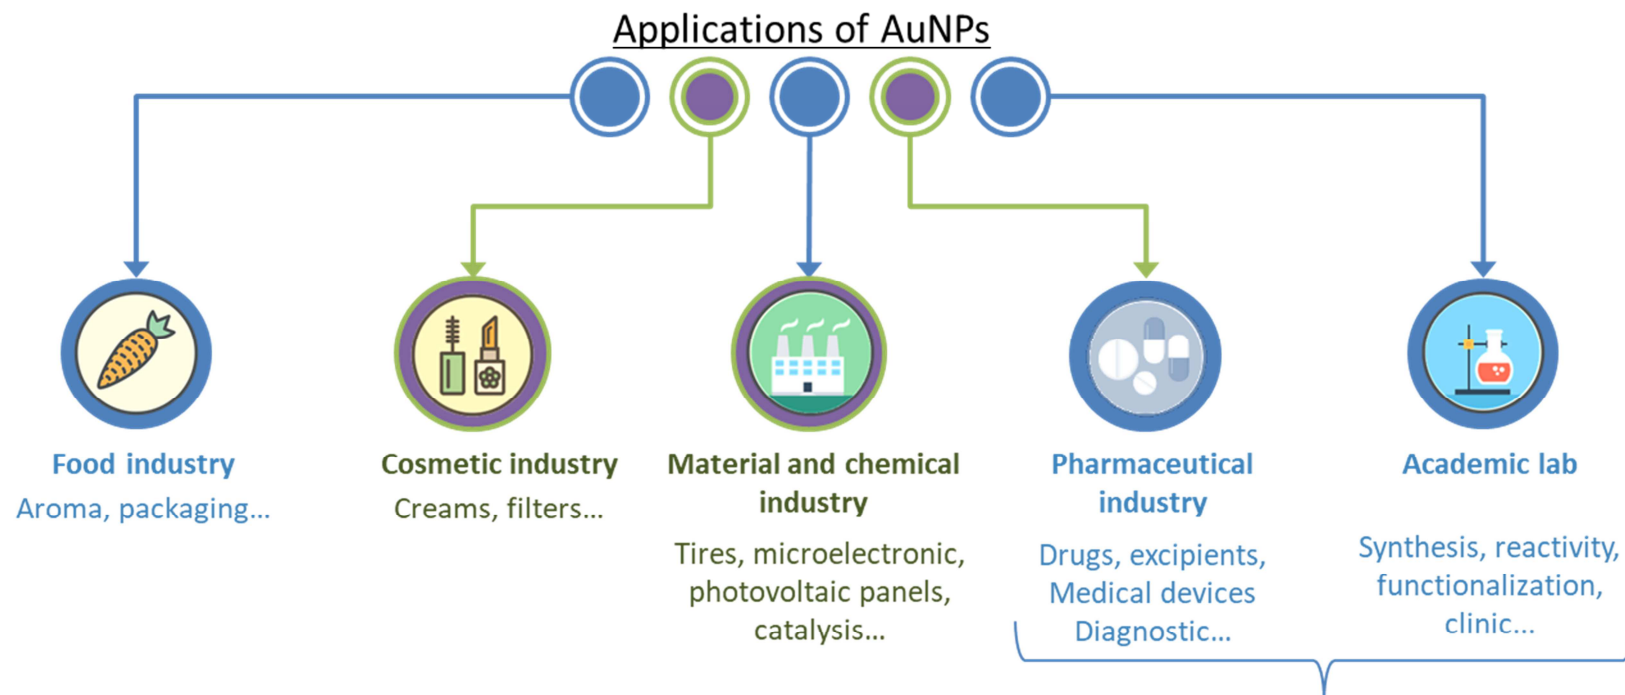 Applications of AuNPs
Food industry
Aroma, packaging...
Cosmetic industry
Creams, filters...
Material and chemical
industry
Tires, microelectronic,
photovoltaic panels,
catalysis...
Pharmaceutical
industry
Drugs, excipients,
Medical devices
Diagnostic...
Academic lab
Synthesis, reactivity,
functionalization,
clinic...